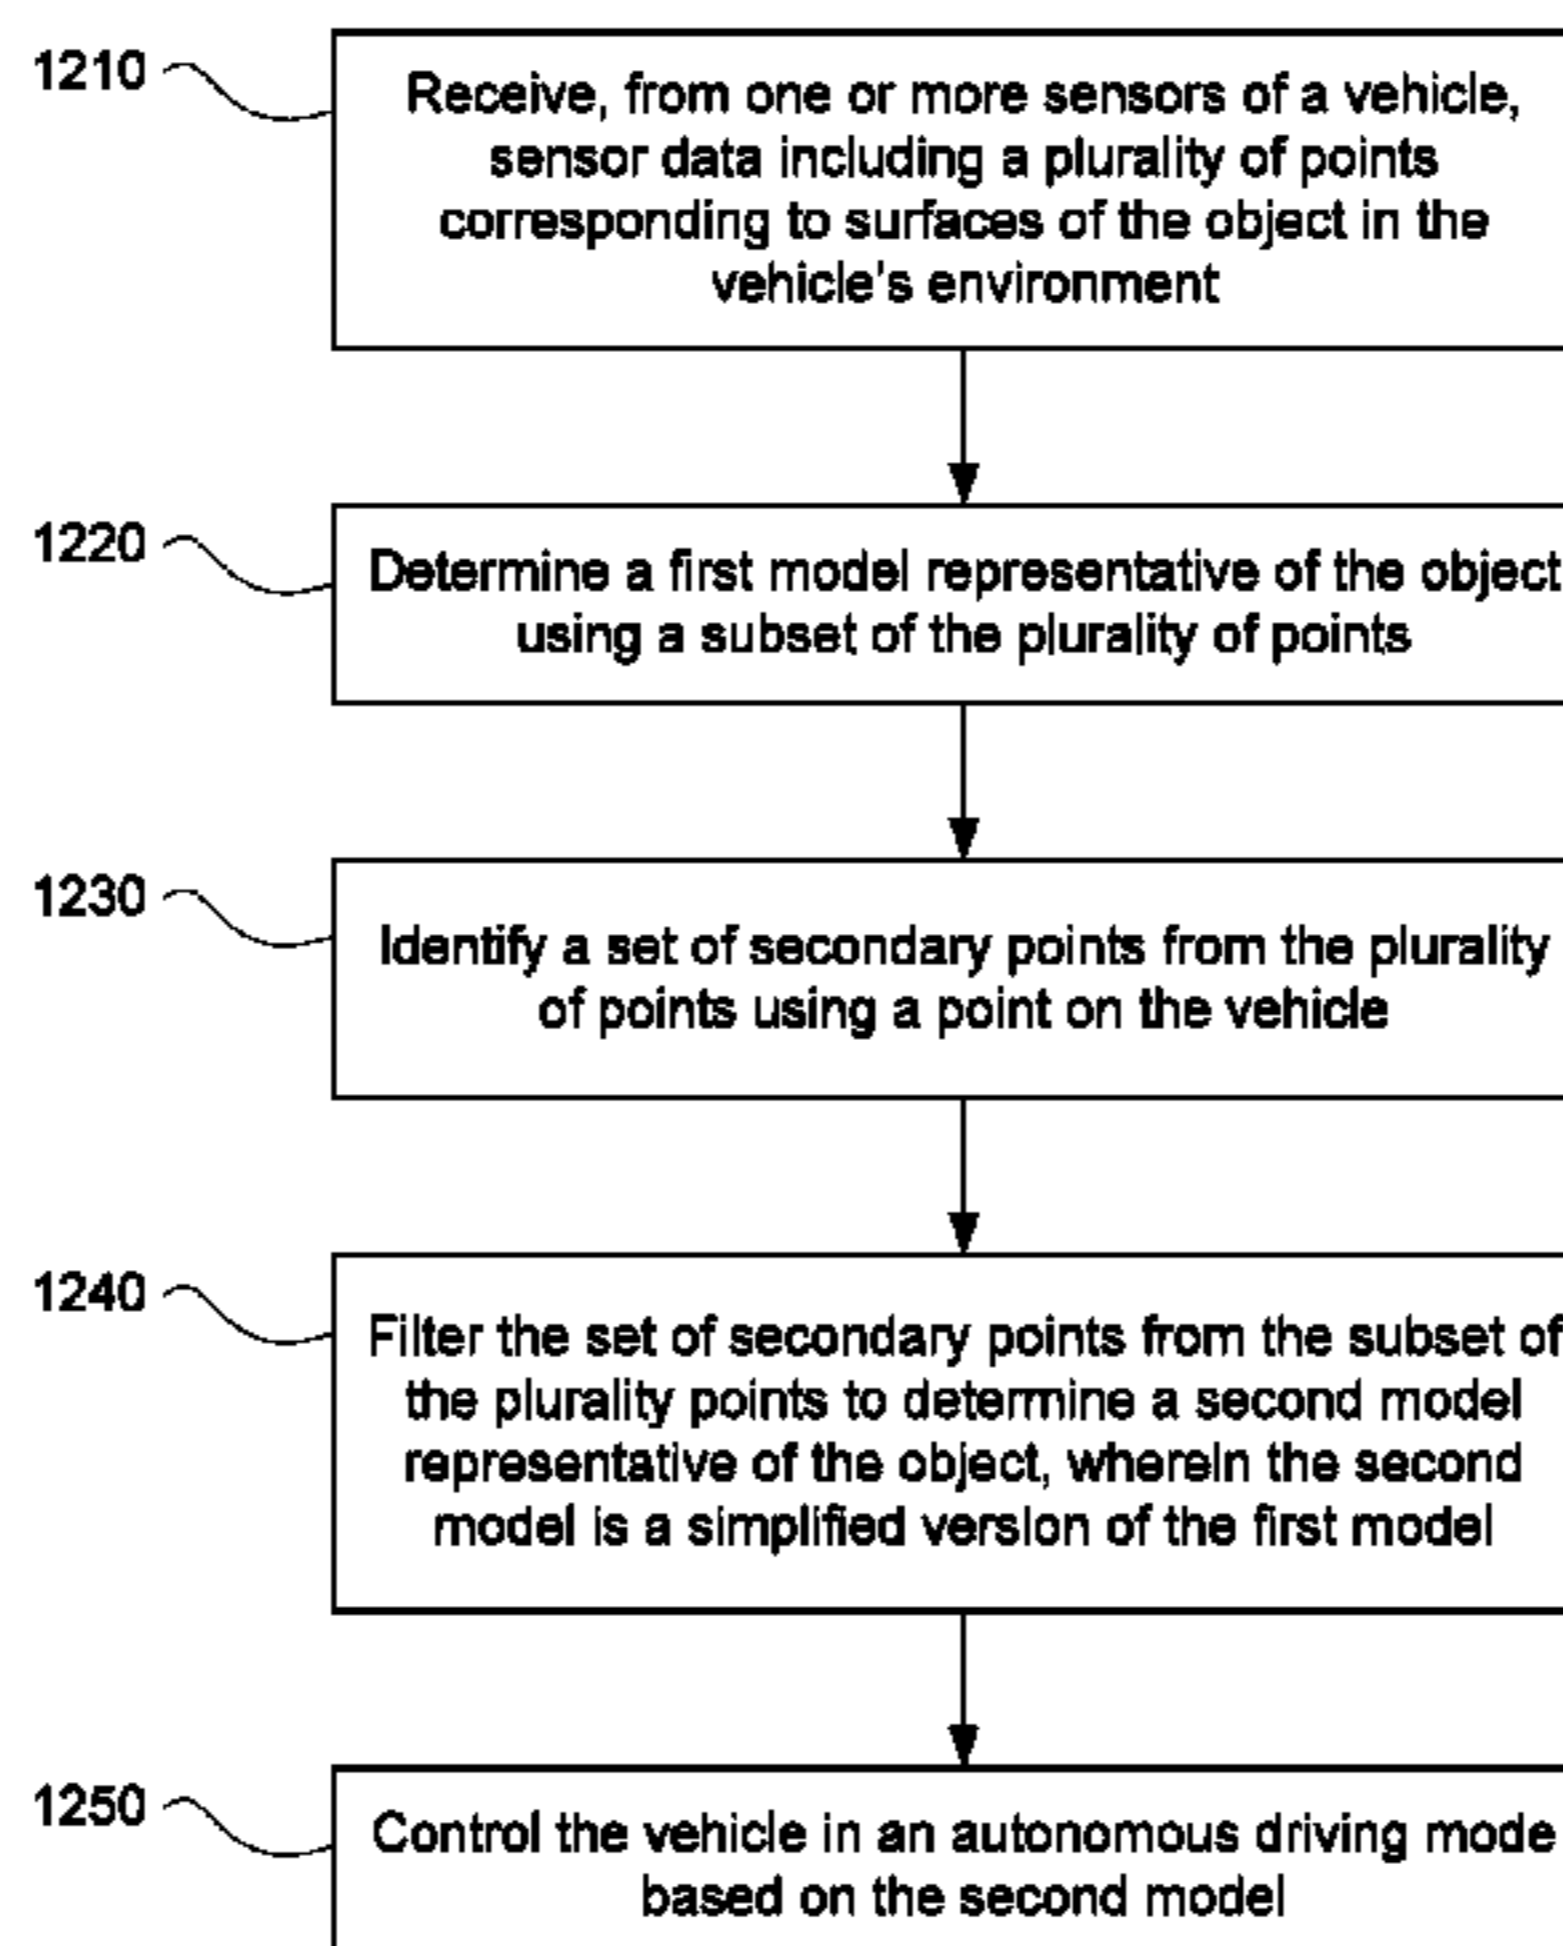 1210
Receive, from one or more sensors of a vehicle,
sensor data including a plurality of points
corresponding to surfaces of the object in the
vehicle's environment
1220
Determine a first model representative of the object
using a subset of the plurality of points
1230
Identify a set of secondary points from the plurality
of points using a point on the vehicle
1240
Filter the set of secondary points from the subset of
the plurality points to determine a second model
representative of the object, wherein the second
model is a simplified version of the first model
1250
Control the vehicle in an autonomous driving mode
based on the second model